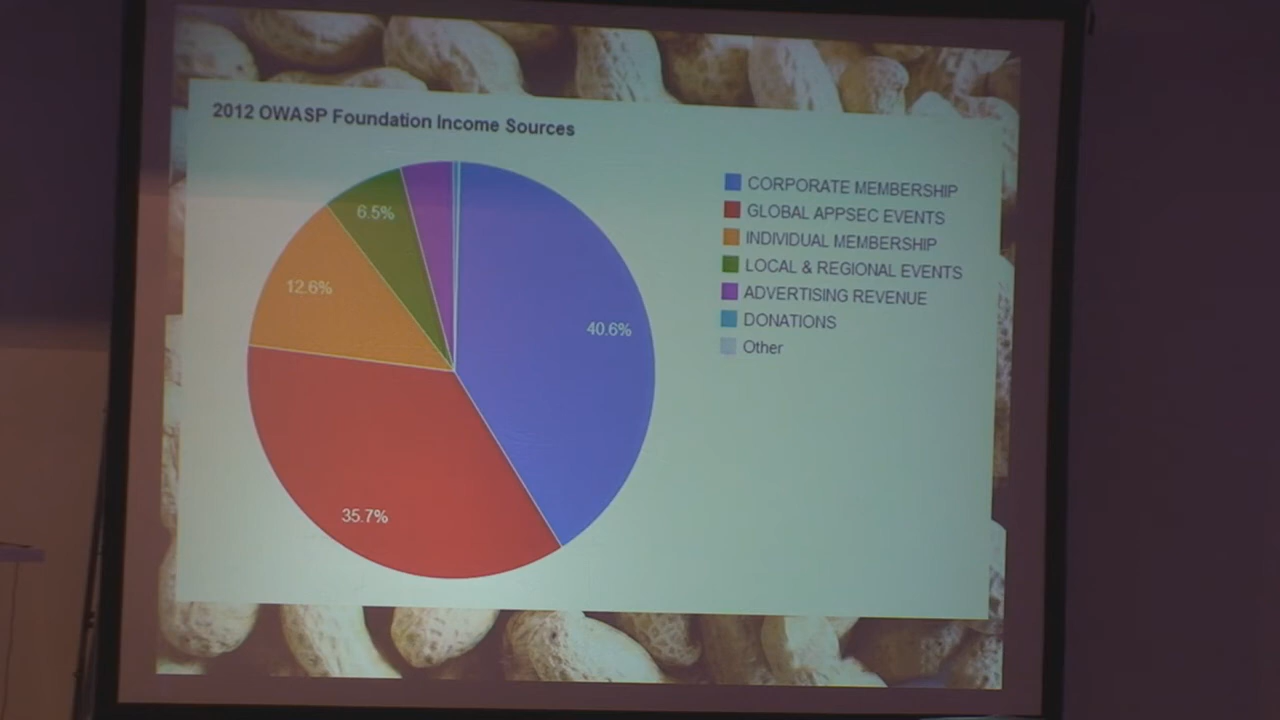 2012 OWASP Foundation Income Sources
6.5%
12.6%
40.6%
35.7%
CORPORATE MEMBERSHIP
GLOBAL APPSEC EVENTS
INDIVIDUAL MEMBERSHIP
LOCAL & REGIONAL EVENTS
ADVERTISING REVENUE
DONATIONS
Other